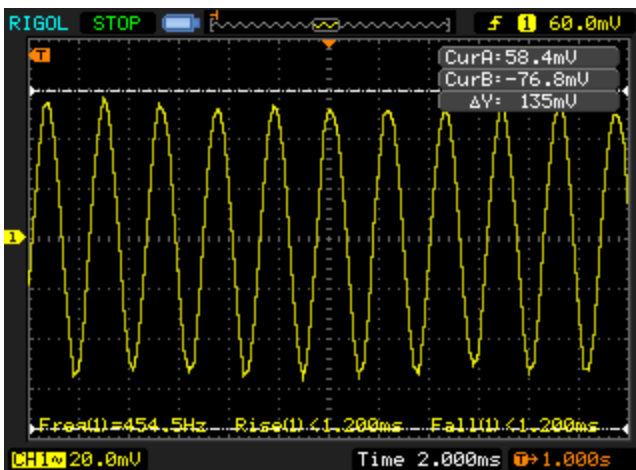 RIGOL STOP T f 1 60.0mV
T
CurA:58.4mV
CurB:-76.8mV
ΔY: 135mV
1
Freq(1)=454.5Hz Rise(1)<1.200ms Fall(1)<1.200ms
CH1~ 20.0mV Time 2.000ms T→1.000s